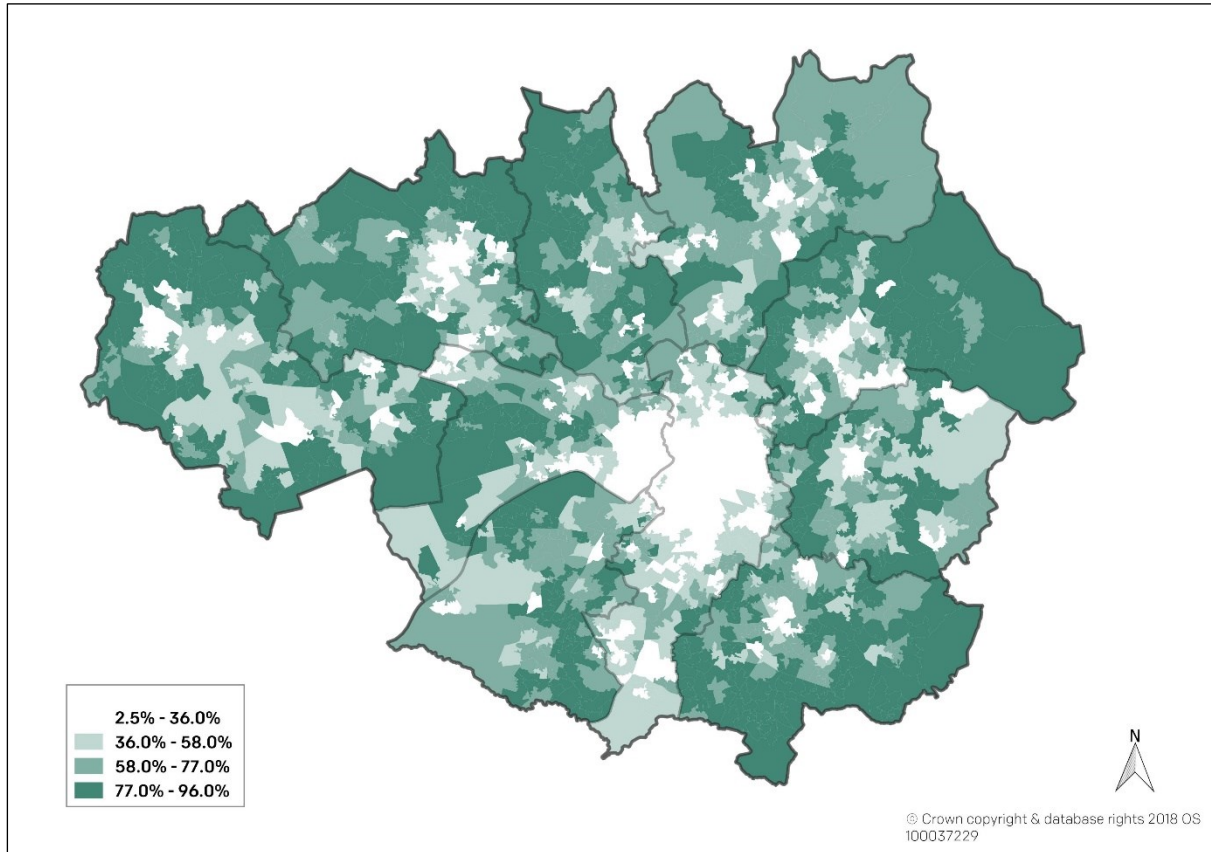 2.5% - 36.0%
36.0% - 58.0%
58.0% - 77.0%
77.0% - 96.0%
N
© Crown copyright & database rights 2018 OS
100037229